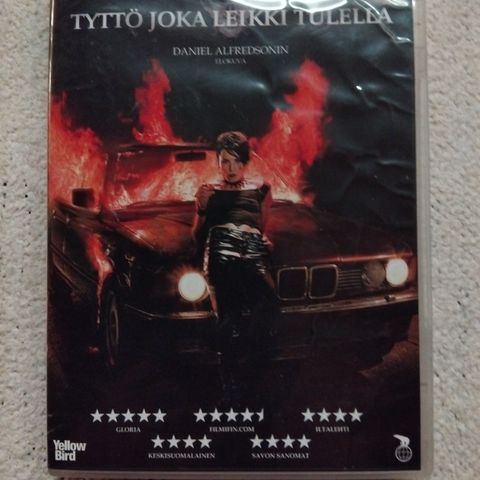 TYTTÖ JOKA LEIKKI TULELLA
DANIEL ALFREDSONIN
ELOKUVA
GLORIA
FILMIFIN.COM
ILTALEHTI
KESKISUOMALAINEN
SAVON SANOMAT
Yellow
Bird